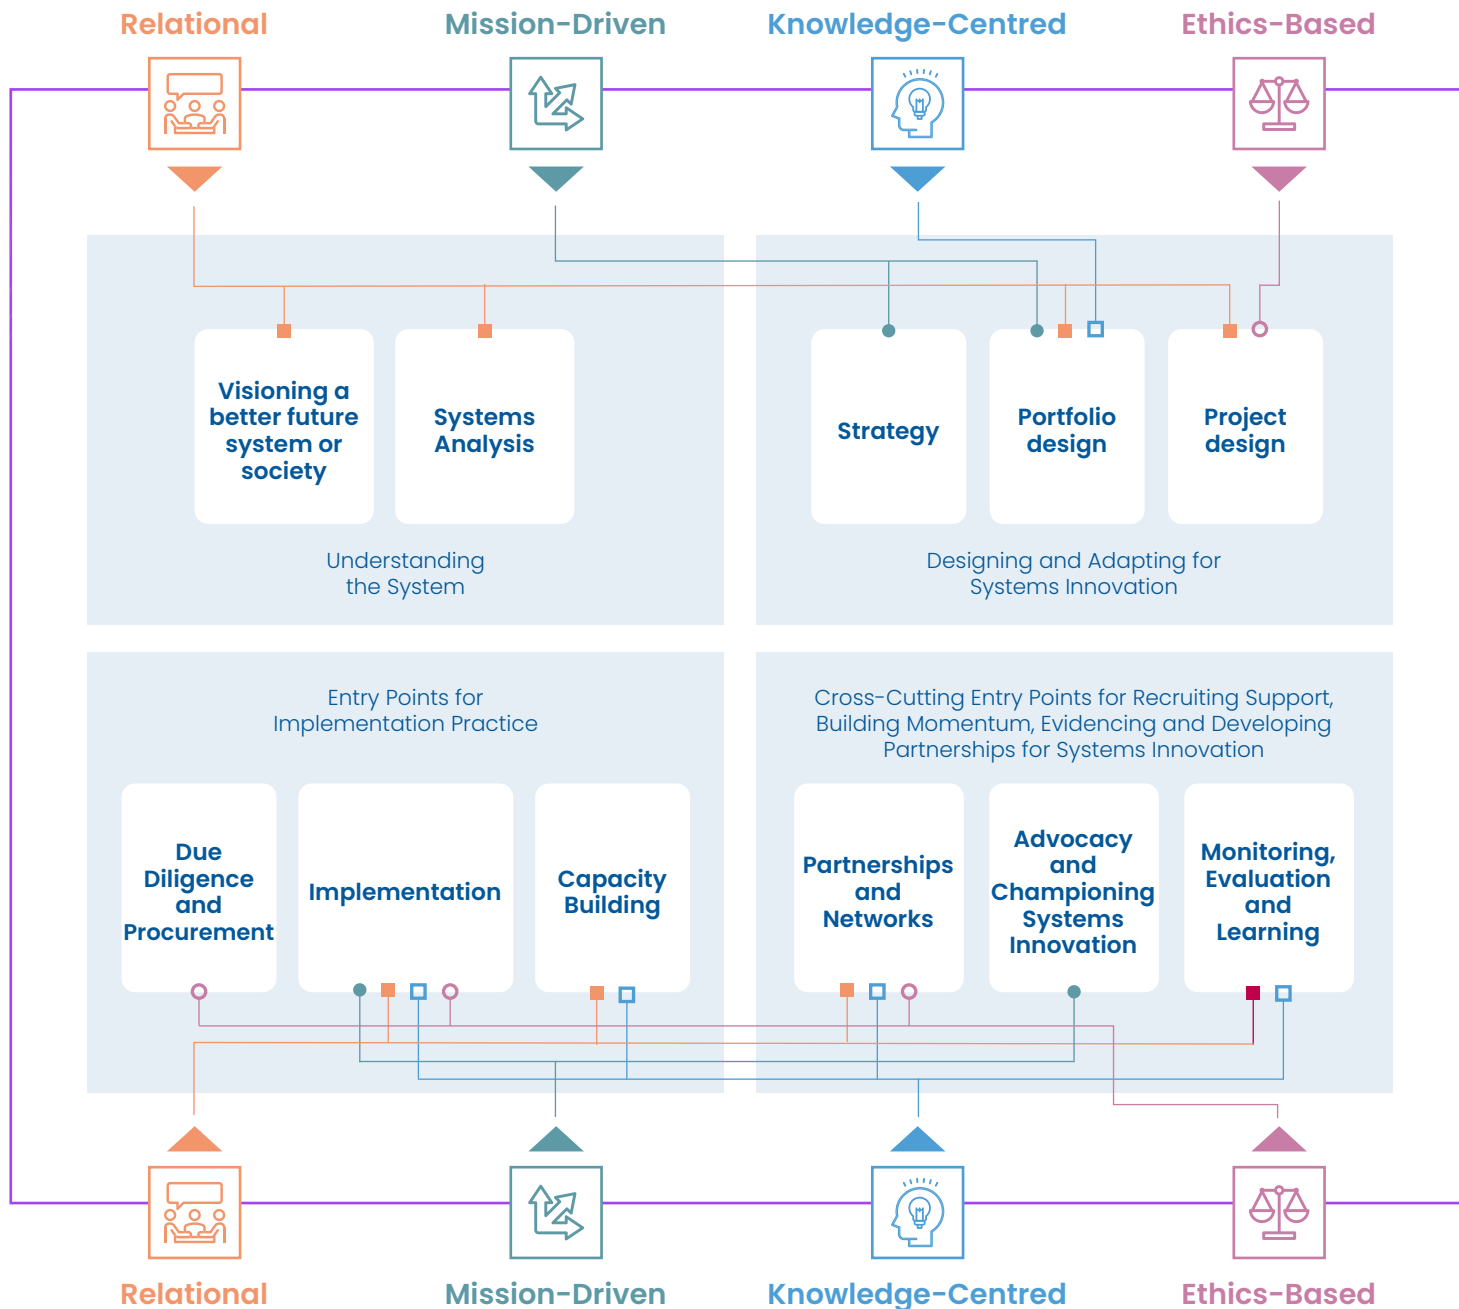 Relational
Mission-Driven
Knowledge-Centred
Ethics-Based
Visioning a
better future
system or
society
Systems
Analysis
Understanding
the System
Strategy
Portfolio
design
Project
design
Designing and Adapting for
Systems Innovation
Entry Points for
Implementation Practice
Due
Diligence
and
Procurement
Implementation
Capacity
Building
Cross-Cutting Entry Points for Recruiting Support,
Building Momentum, Evidencing and Developing
Partnerships for Systems Innovation
Partnerships
and
Networks
Advocacy
and
Championing
Systems
Innovation
Monitoring,
Evaluation
and
Learning
Relational
Mission-Driven
Knowledge-Centred
Ethics-Based